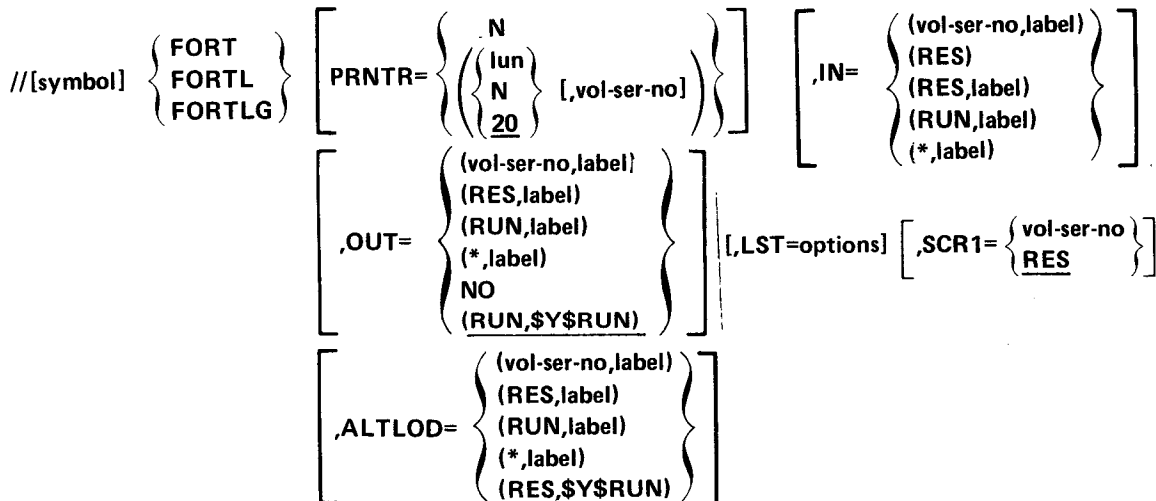 //[symbol] { FORT FORTL FORTLG } [ PRNTR= { N ( { lun N 20 } [,vol-ser-no] ) } ] [ ,IN= { (vol-ser-no,label) (RES) (RES,label) (RUN,label) (*,label) } ]
[ ,OUT= { (vol-ser-no,label) (RES,label) (RUN,label) (*,label) NO (RUN,$Y$RUN) } ] [,LST=options] [ ,SCR1= { vol-ser-no RES } ]
[ ,ALTLOD= { (vol-ser-no,label) (RES,label) (RUN,label) (*,label) (RES,$Y$RUN) } ]